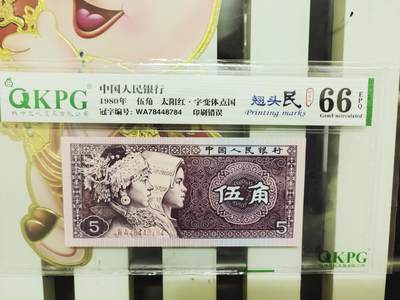 QKPG
中国人民银行
1980年 伍角 太阳红·字变体点国
冠字编号: WA78448784 印刷错误
翘头民
Printing marks
66
EPQ
Gem Uncirculated
中国人民银行
伍角
5
5
QKPG